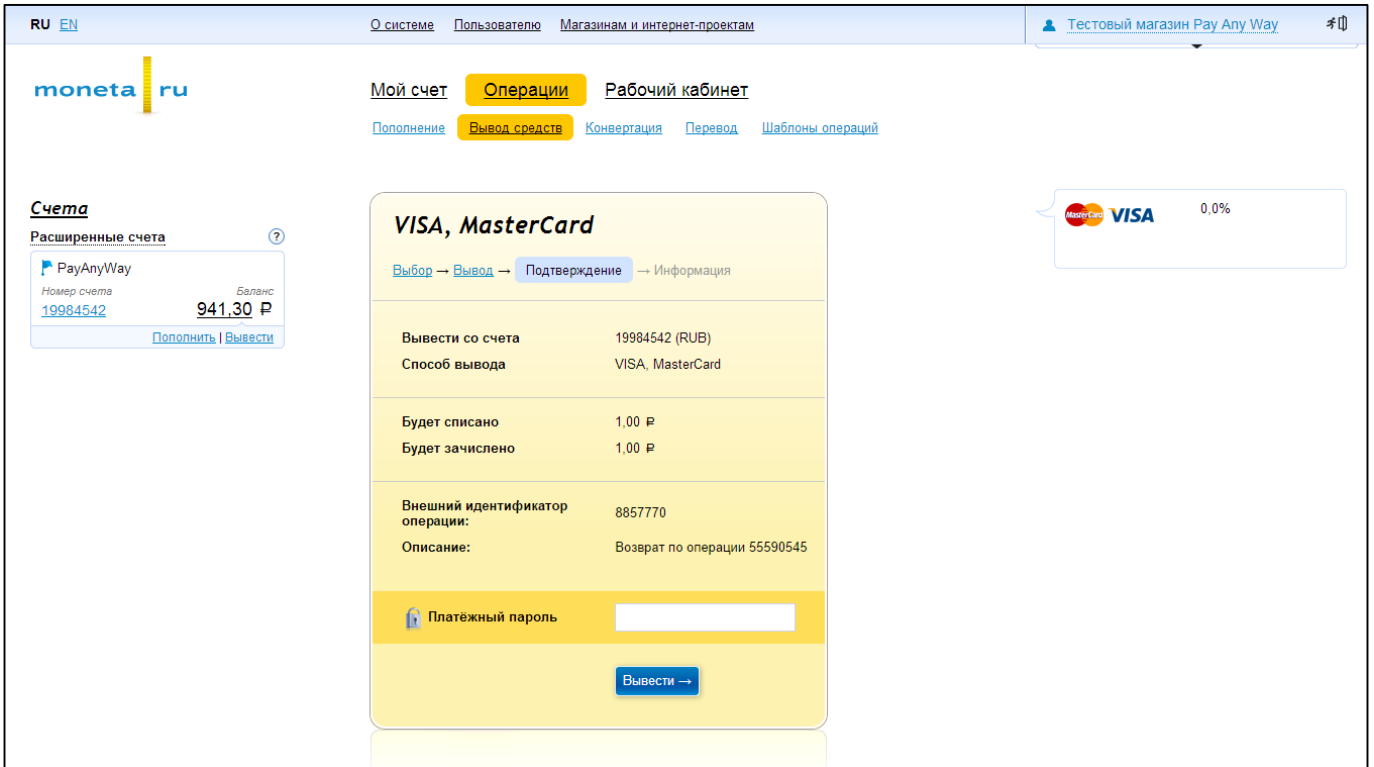 RU EN
О системе Пользователю Магазинам и интернет-проектам
Тестовый магазин Pay Any Way
moneta ru
Мой счет Операции Рабочий кабинет
Пополнение Вывод средств Конвертация Перевод Шаблоны операций
Счета
Расширенные счета ?
PayAnyWay
Номер счета Баланс
19984542 941,30 ₽
Пополнить | Вывести
VISA, MasterCard
Выбор → Вывод → Подтверждение → Информация
Вывести со счета 19984542 (RUB)
Способ вывода VISA, MasterCard
Будет списано 1,00 ₽
Будет зачислено 1,00 ₽
Внешний идентификатор
операции: 8857770
Описание: Возврат по операции 55590545
Платёжный пароль
Вывести →
MasterCard VISA 0,0%